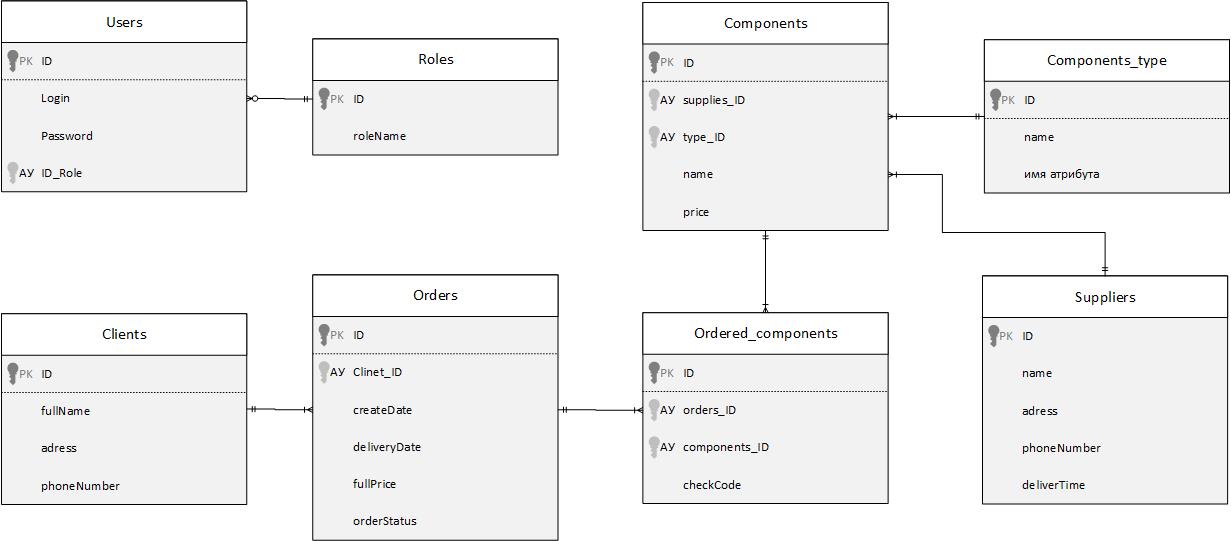 Users
PK ID
Login
Password
АУ ID_Role
Roles
PK ID
roleName
Components
PK ID
АУ supplies_ID
АУ type_ID
name
price
Components_type
PK ID
name
имя атрибута
Clients
PK ID
fullName
adress
phoneNumber
Orders
PK ID
АУ Clinet_ID
createDate
deliveryDate
fullPrice
orderStatus
Ordered_components
PK ID
АУ orders_ID
АУ components_ID
checkCode
Suppliers
PK ID
name
adress
phoneNumber
deliverTime